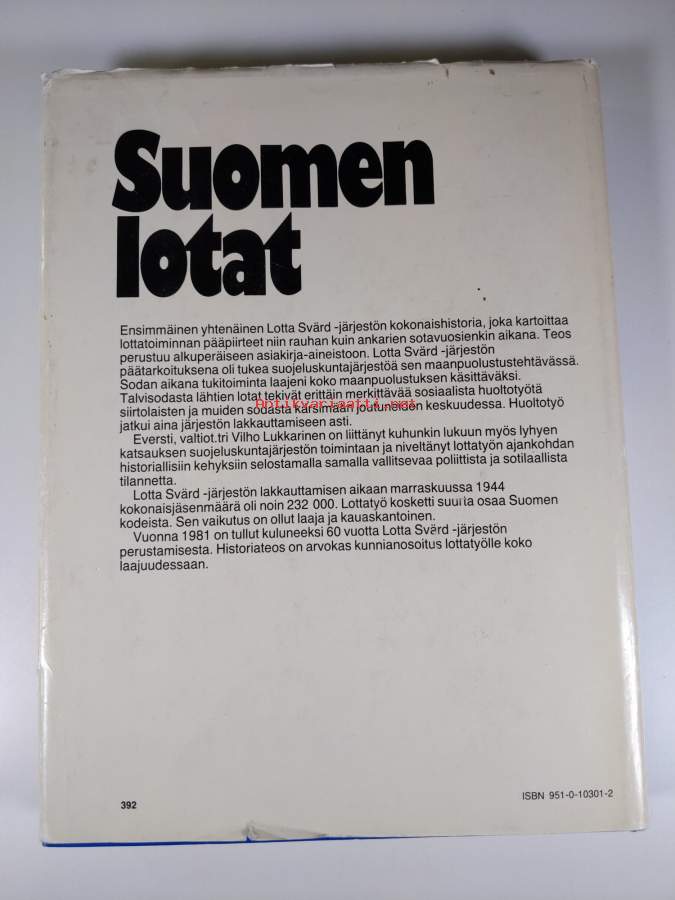 Suomen
lotat
Ensimmäinen yhtenäinen Lotta Svärd -järjestön kokonaishistoria, joka kartoittaa
lottatoiminnan pääpiirteet niin rauhan kuin ankarien sotavuosienkin aikana. Teos
perustuu alkuperäiseen asiakirja-aineistoon. Lotta Svärd -järjestön
päätarkoituksena oli tukea suojeluskuntajärjestöä sen maanpuolustustehtävässä.
Sodan aikana tukitoiminta laajeni koko maanpuolustuksen käsittäväksi.
Talvisodasta lähtien lotat tekivät erittäin merkittävää sosiaalista huoltotyötä
siirtolaisten ja muiden sodasta kärsimään joutuneiden keskuudessa. Huoltotyö
jatkui aina järjestön lakkauttamiseen asti.
Eversti, valtiot.tri Vilho Lukkarinen on liittänyt kuhunkin lukuun myös lyhyen
katsauksen suojeluskuntajärjestön toimintaan ja niveltänyt lottatyön ajankohdan
historiallisiin kehyksiin selostamalla samalla vallitsevaa poliittista ja sotilaallista
tilannetta.
Lotta Svärd -järjestön lakkauttamisen aikaan marraskuussa 1944
kokonaisjäsenmäärä oli noin 232 000. Lottatyö kosketti suurta osaa Suomen
kodeista. Sen vaikutus on ollut laaja ja kauaskantoinen.
Vuonna 1981 on tullut kuluneeksi 60 vuotta Lotta Svärd -järjestön
perustamisesta. Historiateos on arvokas kunnianosoitus lottatyölle koko
laajuudessaan.
Antikvariaatti.net
392
ISBN 951-0-10301-2